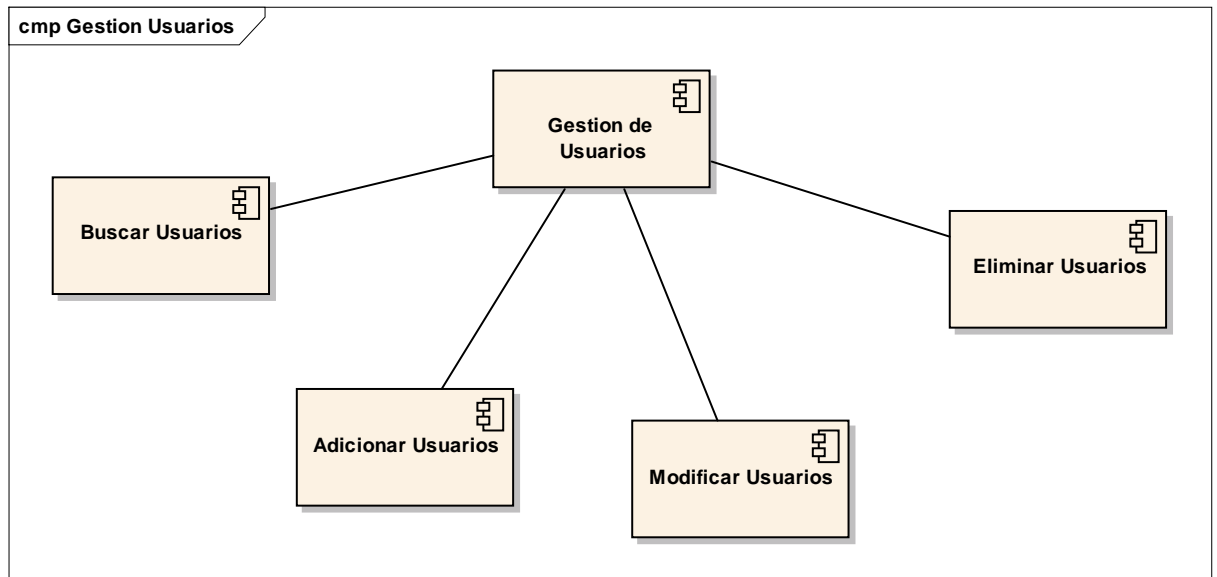 cmp Gestion Usuarios
Gestion de
Usuarios
Buscar Usuarios
Eliminar Usuarios
Adicionar Usuarios
Modificar Usuarios